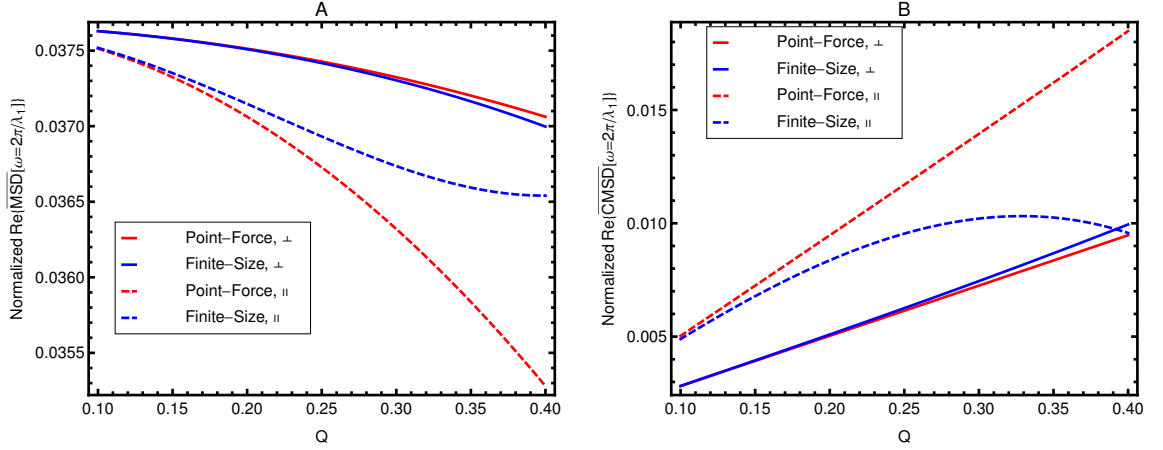 A
Normalized Re{MSD[ω=2π/λ₁]}
0.0375
0.0370
0.0365
0.0360
0.0355
Point−Force, ⊥
Finite−Size, ⊥
Point−Force, ॥
Finite−Size, ॥
0.10 0.15 0.20 0.25 0.30 0.35 0.40
Q
B
Normalized Re{CMSD[ω=2π/λ₁]}
0.015
0.010
0.005
Point−Force, ⊥
Finite−Size, ⊥
Point−Force, ॥
Finite−Size, ॥
0.10 0.15 0.20 0.25 0.30 0.35 0.40
Q